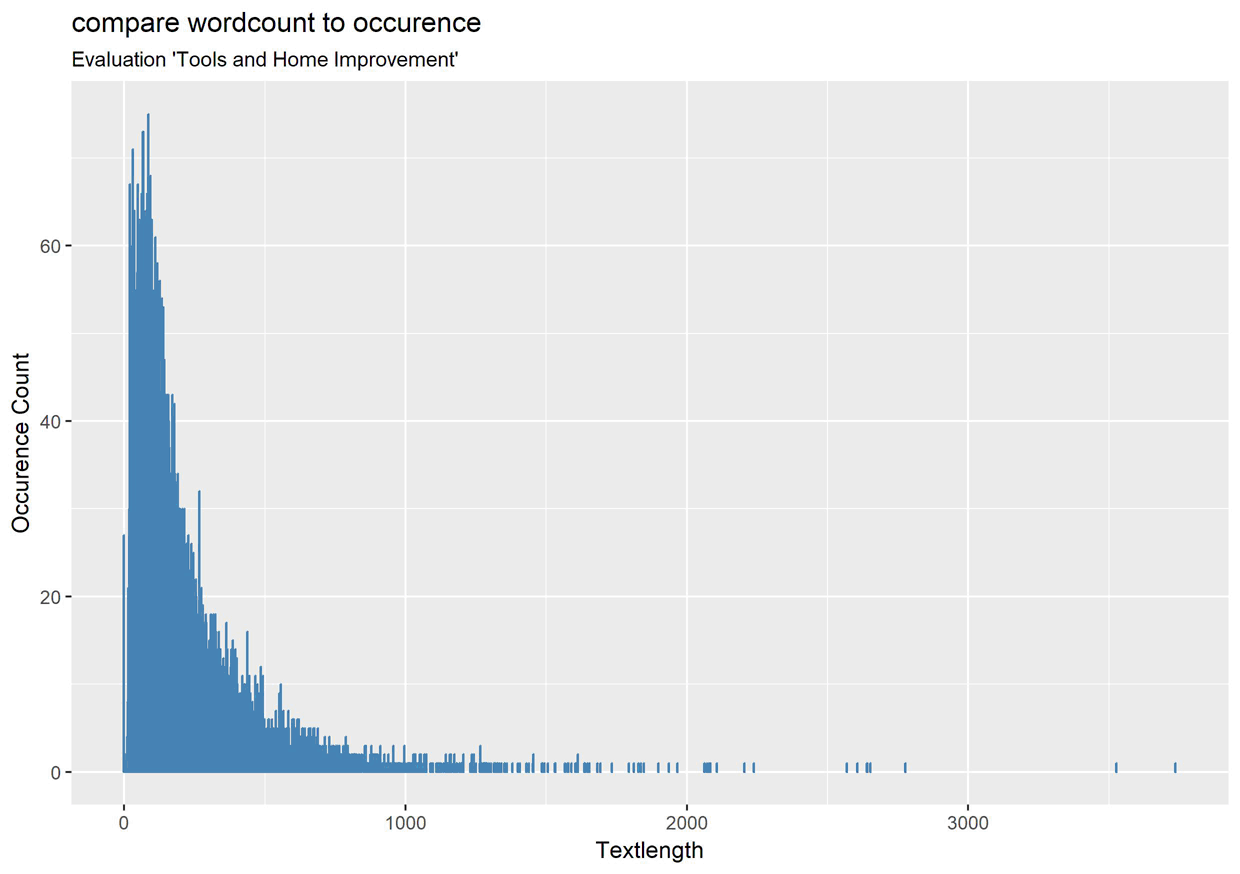 compare wordcount to occurence
Evaluation 'Tools and Home Improvement'
60
40
20
0
Occurence Count
0
1000
2000
3000
Textlength